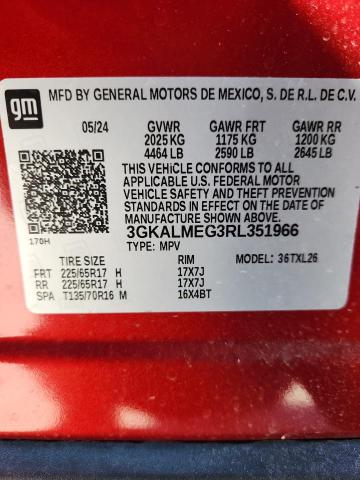 gm
MFD BY GENERAL MOTORS DE MEXICO, S. DE R.L. DE C.V.
05/24 GVWR GAWR FRT GAWR RR
2025 KG 1175 KG 1200 KG
4464 LB 2590 LB 2645 LB
THIS VEHICLE CONFORMS TO ALL
APPLICABLE U.S. FEDERAL MOTOR
VEHICLE SAFETY AND THEFT PREVENTION
STANDARDS IN EFFECT ON THE DATE OF
MANUFACTURE SHOWN ABOVE.
3GKALMEG3RL351966
170H TYPE: MPV MODEL: 36TXL26
TIRE SIZE RIM
FRT 225/65R17 H 17X7J
RR 225/65R17 H 17X7J
SPA T135/70R16 M 16X4BT